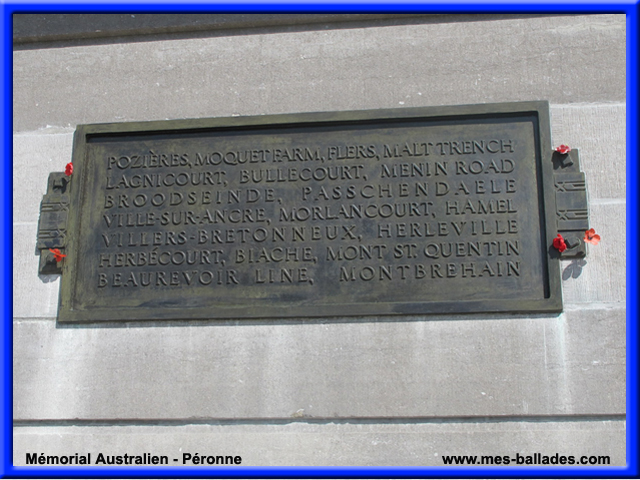 POZIÈRES, MOQUET FARM, FLERS, MALT TRENCH
LAGNICOURT, BULLECOURT, MENIN ROAD
BROODSEINDE, PASSCHENDAELE
VILLE-SUR-ANCRE, MORLANCOURT, HAMEL
VILLERS-BRETONNEUX, HERLEVILLE
HERBÉCOURT, BIACHE, MONT ST. QUENTIN
BEAUREVOIR LINE, MONTBREHAIN
Mémorial Australien - Péronne
www.mes-ballades.com